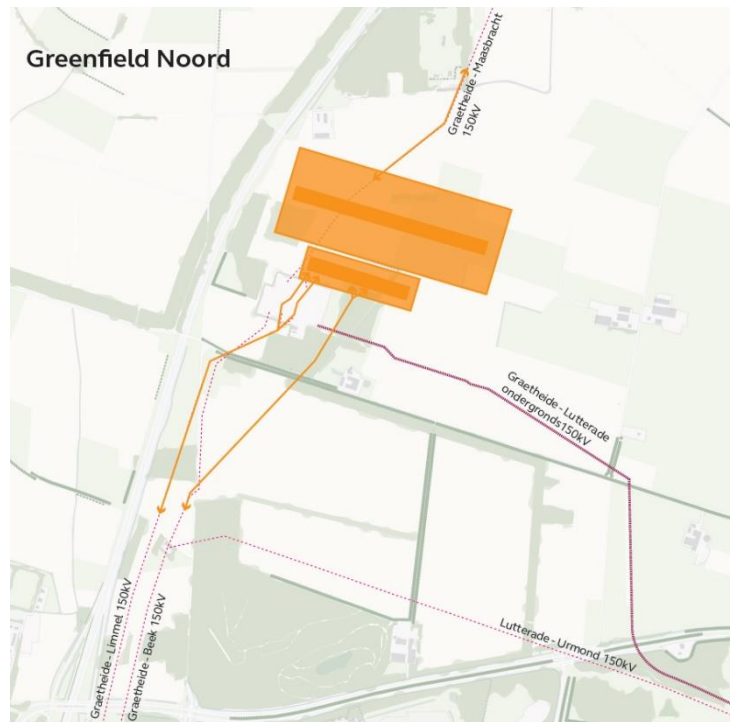 Greenfield Noord
Graetheide - Maasbracht
150kV
Graetheide - Lutterade
ondergronds150kV
Lutterade - Urmond 150kV
Graetheide - Limmel 150kV
Graetheide - Beek 150kV